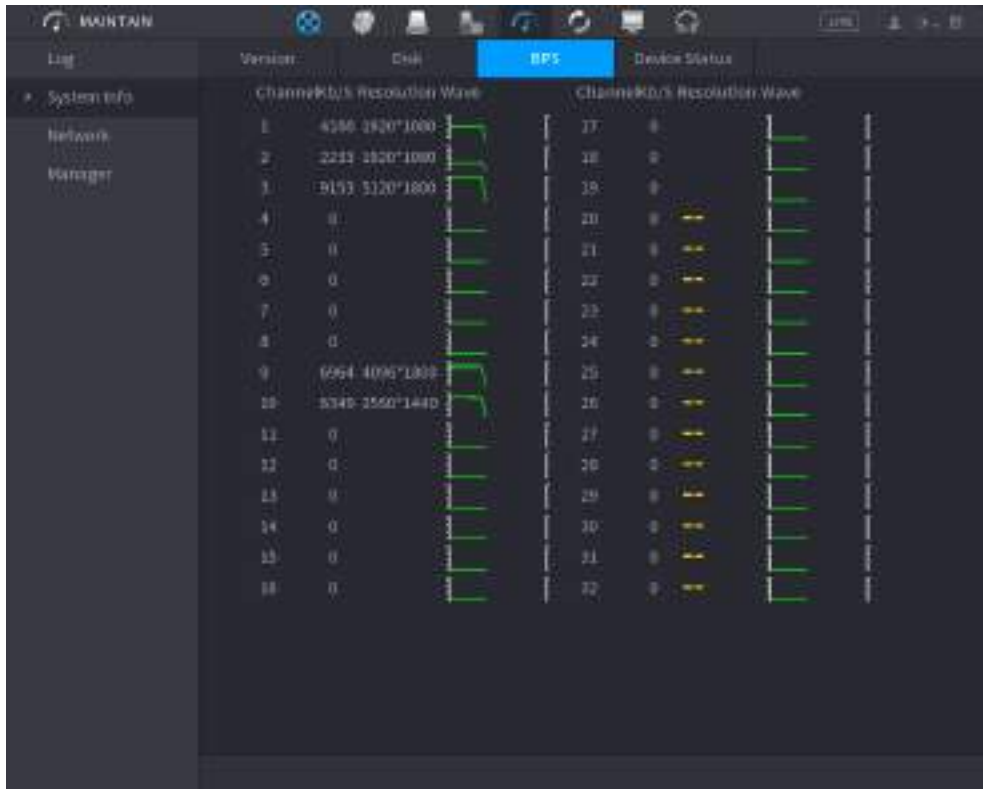 MAINTAIN LIVE
Log
System Info
Network
Manager
Version Disk BPS Device Status
Channel Kb/S Resolution Wave Channel Kb/S Resolution Wave
1 1920*1080 17 0
2 2233 1920*1080 18 0
3 9153 5120*1800 19 0
4 0 20 0 --
5 0 21 0 --
6 0 22 0 --
7 0 23 0 --
8 0 24 0 --
9 6964 4096*1800 25 0 --
10 2560*1440 26 0 --
11 0 27 0 --
12 0 28 0 --
13 0 29 0 --
14 0 30 0 --
15 0 31 0 --
16 0 32 0 --